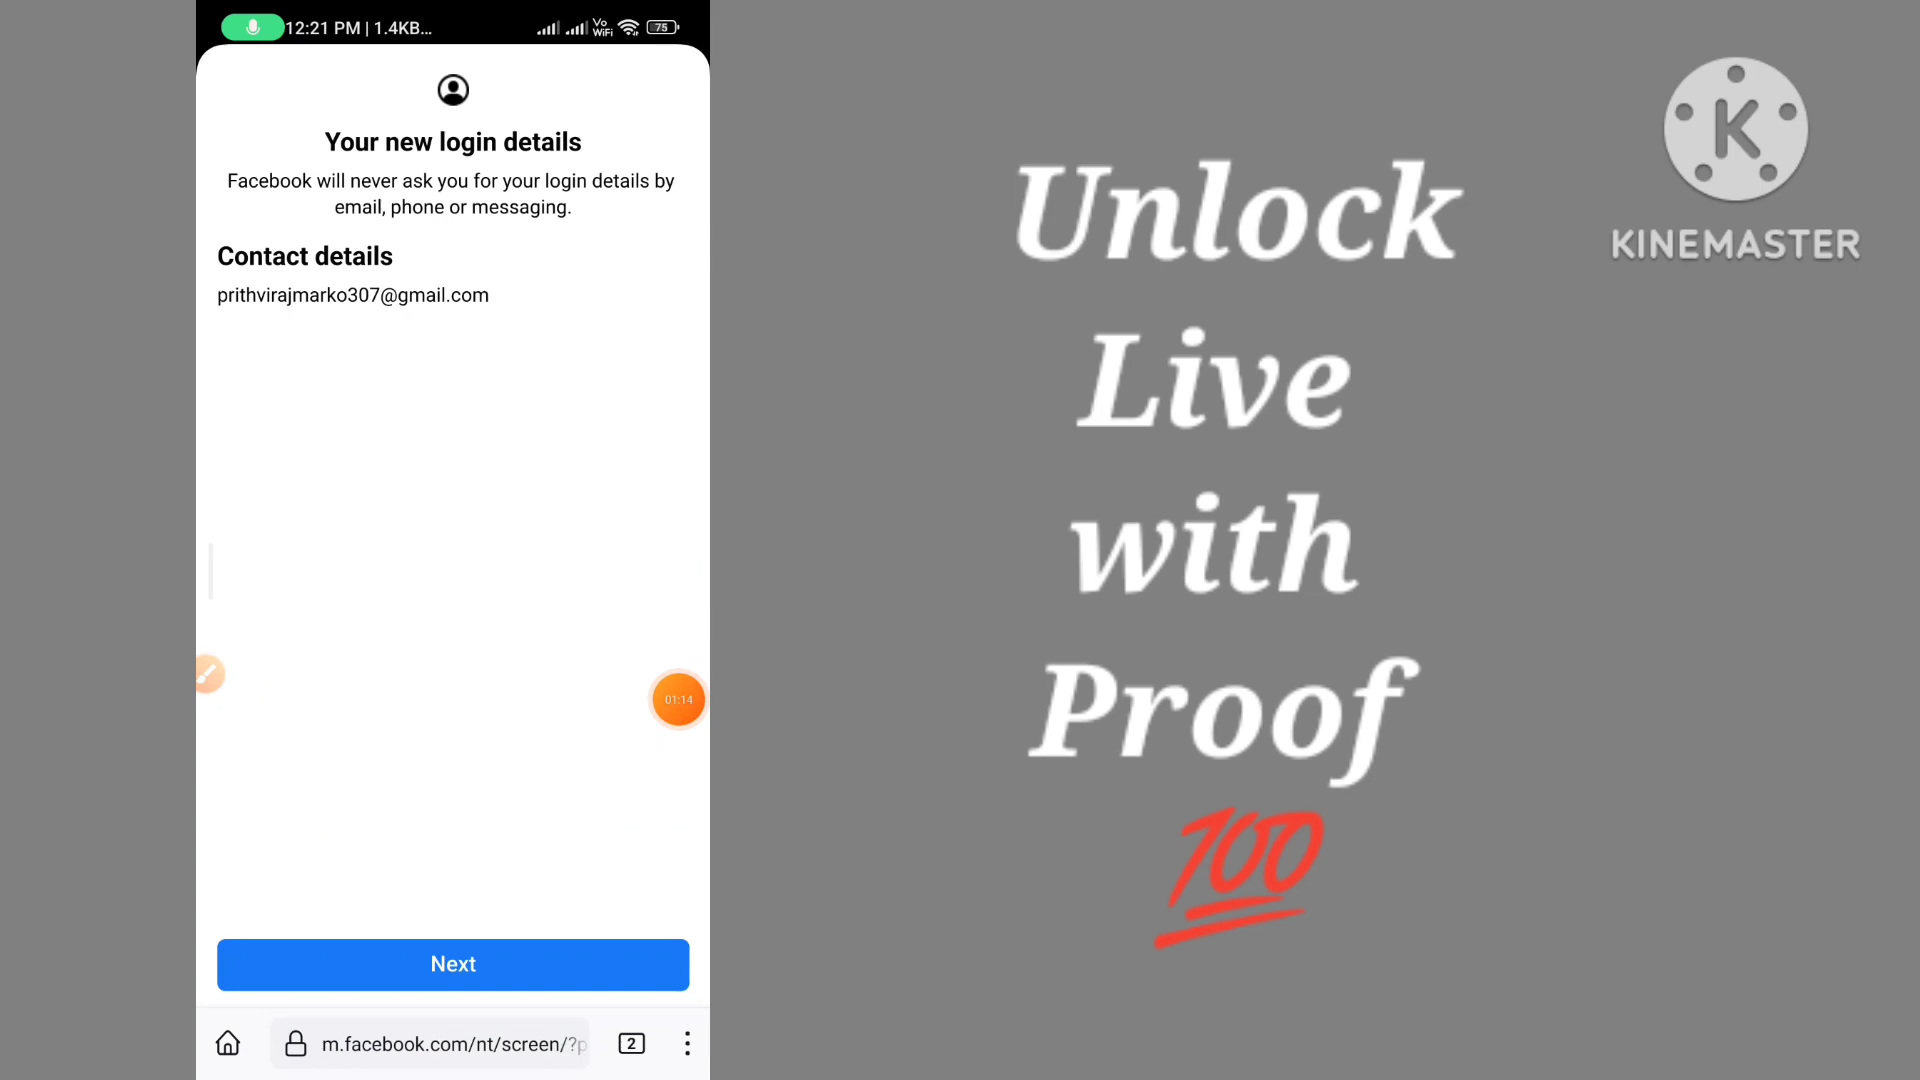 12:21 PM | 1.4KB...
Vo
WiFi
75
Your new login details
Facebook will never ask you for your login details by
email, phone or messaging.
Contact details
prithvirajmarko307@gmail.com
01:14
Next
m.facebook.com/nt/screen/?p
2
Unlock
Live
with
Proof
💯
K
KINEMASTER